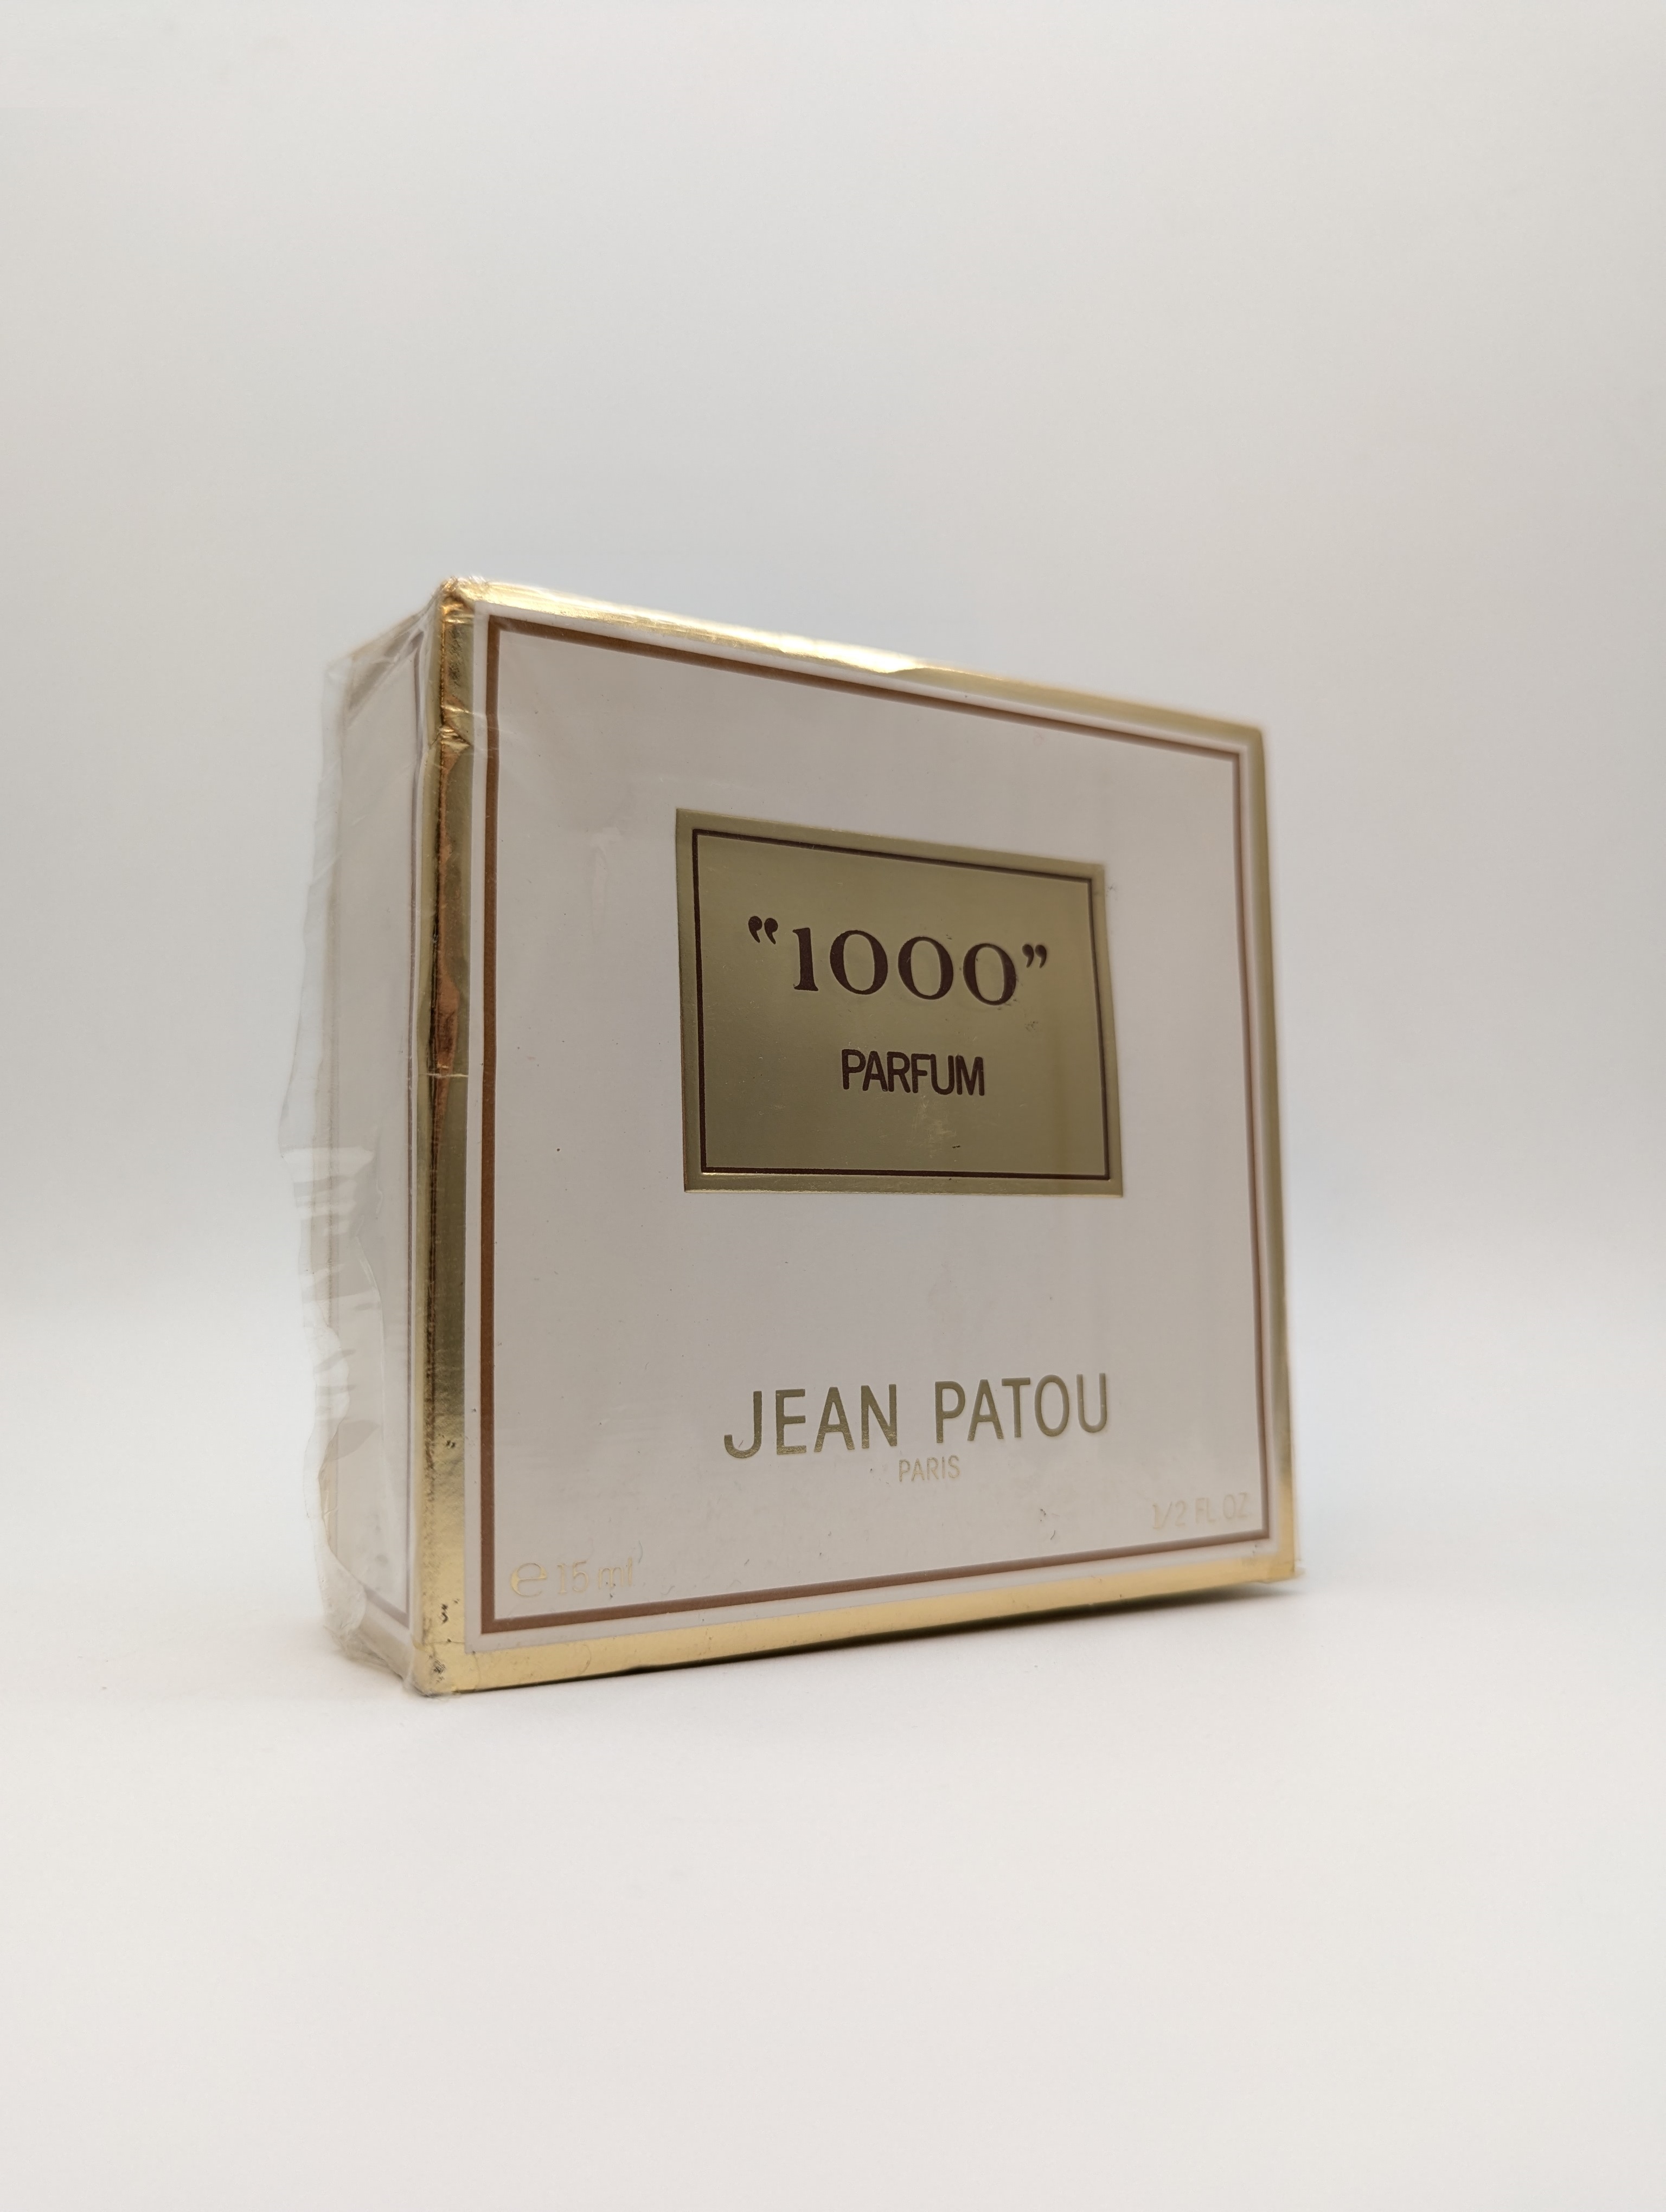 "1000"
PARFUM
JEAN PATOU
PARIS
1/2 FL OZ
℮ 15 ml